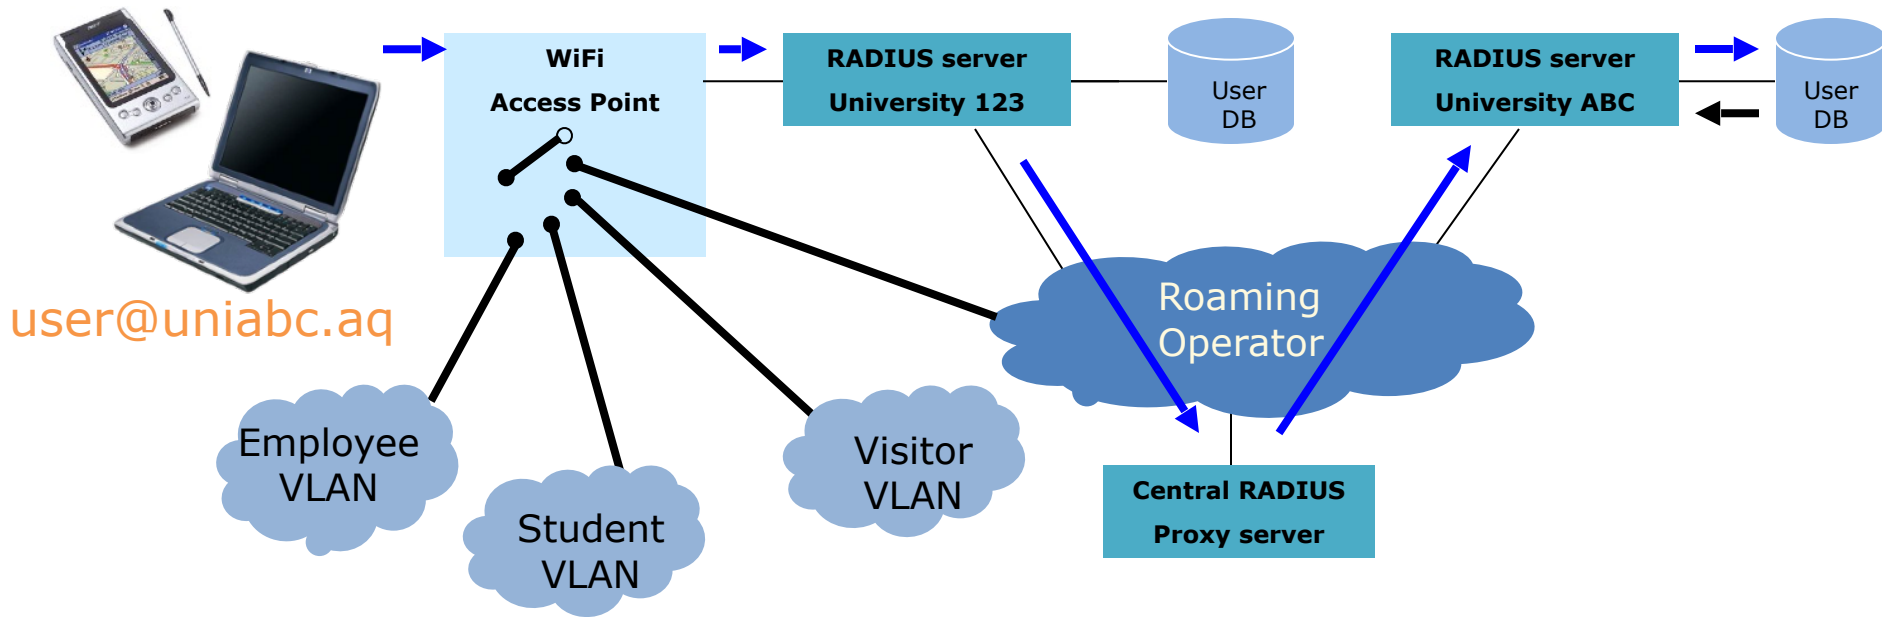 WiFi
Access Point
RADIUS server
University 123
User
DB
RADIUS server
University ABC
User
DB
user@uniabc.aq
Roaming
Operator
Employee
VLAN
Student
VLAN
Visitor
VLAN
Central RADIUS
Proxy server